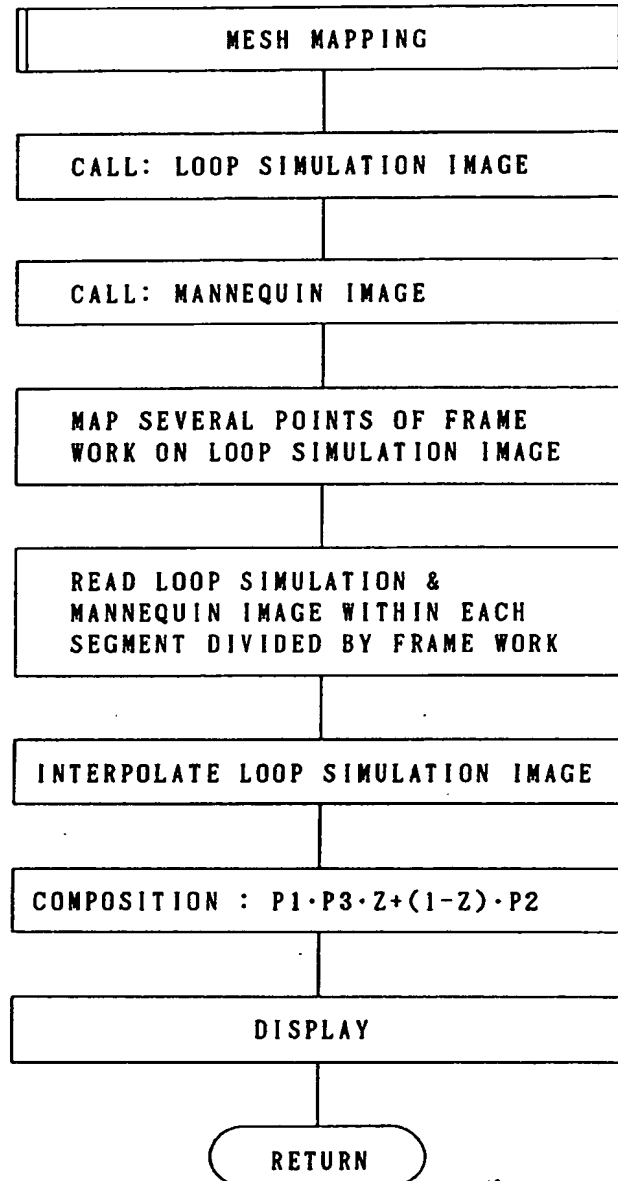 MESH MAPPING
CALL: LOOP SIMULATION IMAGE
CALL: MANNEQUIN IMAGE
MAP SEVERAL POINTS OF FRAME
WORK ON LOOP SIMULATION IMAGE
READ LOOP SIMULATION &
MANNEQUIN IMAGE WITHIN EACH
SEGMENT DIVIDED BY FRAME WORK
INTERPOLATE LOOP SIMULATION IMAGE
COMPOSITION : P1·P3·Z+(1-Z)·P2
DISPLAY
RETURN